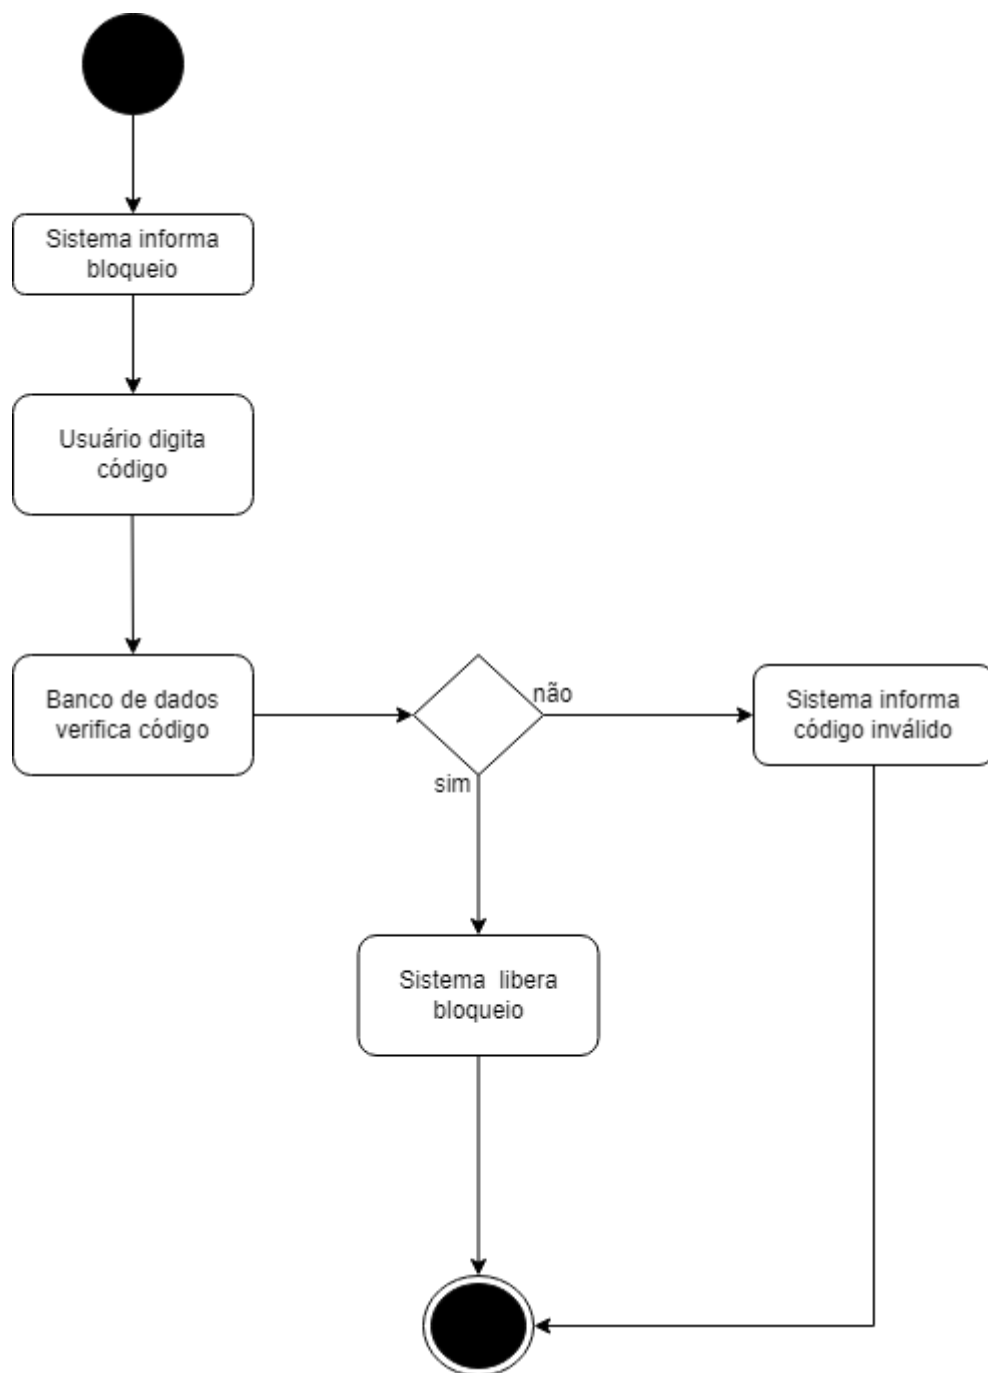 Sistema informa
bloqueio
Usuário digita
código
Banco de dados
verifica código
não
sim
Sistema informa
código inválido
Sistema libera
bloqueio